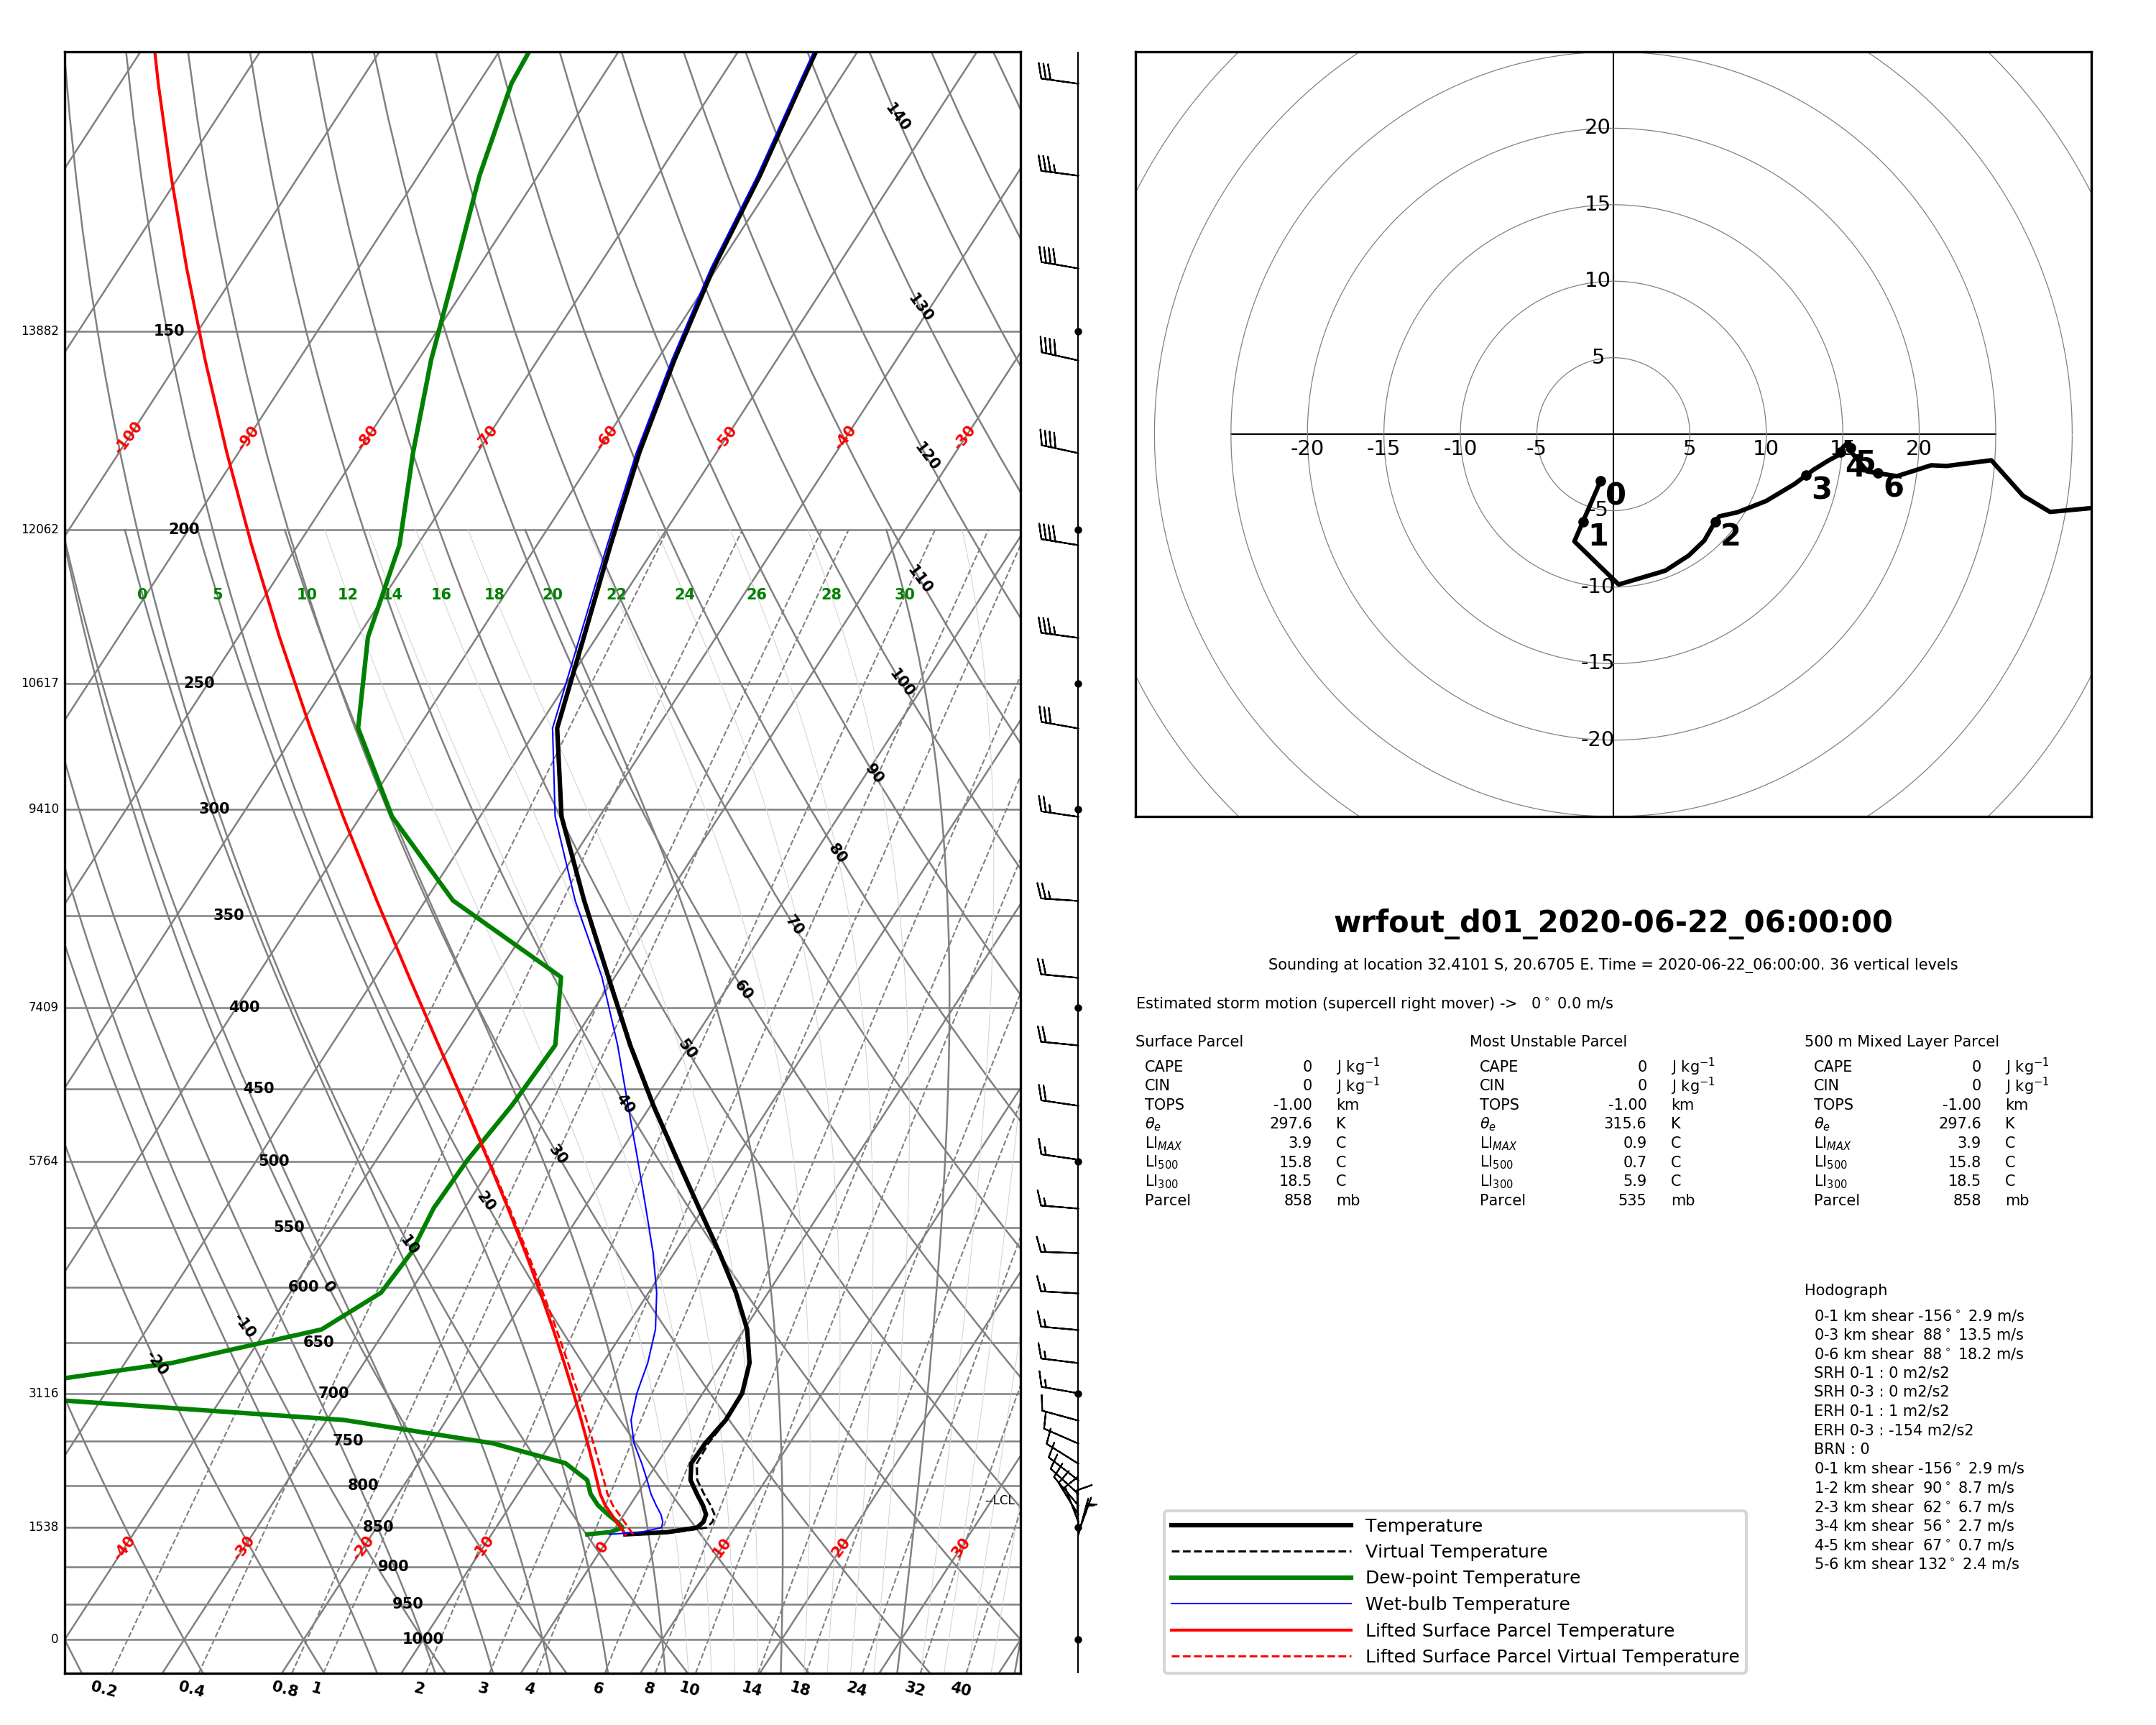 140
130
13882 150
-100 -90 -80 -70 -60 -50 -40 -30
120
12062 200
110
0 5 10 12 14 16 18 20 22 24 26 28 30
10617 250 100
90
9410 300
80
350
70
60
7409 400
50
450 40
5764 500 30
20
550 10
600 0
-10
650
-20
3116 700
750
800
--LCL
1538 850
-40 -30 -20 -10 0 10 20 30
900
950
0 1000
0.2 0.4 0.8 1 2 3 4 6 8 10 14 18 24 32 40
20
15
10
5
-20 -15 -10 -5 5 10 15 20
-5
-10
-15
-20
0
1
2
3
4
5
6
wrfout_d01_2020-06-22_06:00:00
Sounding at location 32.4101 S, 20.6705 E. Time = 2020-06-22_06:00:00. 36 vertical levels
Estimated storm motion (supercell right mover) -> 0° 0.0 m/s
Surface Parcel Most Unstable Parcel 500 m Mixed Layer Parcel
CAPE 0 J kg⁻¹ CAPE 0 J kg⁻¹ CAPE 0 J kg⁻¹
CIN 0 J kg⁻¹ CIN 0 J kg⁻¹ CIN 0 J kg⁻¹
TOPS -1.00 km TOPS -1.00 km TOPS -1.00 km
θe 297.6 K θe 315.6 K θe 297.6 K
LIMAX 3.9 C LIMAX 0.9 C LIMAX 3.9 C
LI500 15.8 C LI500 0.7 C LI500 15.8 C
LI300 18.5 C LI300 5.9 C LI300 18.5 C
Parcel 858 mb Parcel 535 mb Parcel 858 mb
Hodograph
0-1 km shear -156° 2.9 m/s
0-3 km shear 88° 13.5 m/s
0-6 km shear 88° 18.2 m/s
SRH 0-1 : 0 m2/s2
SRH 0-3 : 0 m2/s2
ERH 0-1 : 1 m2/s2
ERH 0-3 : -154 m2/s2
BRN : 0
0-1 km shear -156° 2.9 m/s
1-2 km shear 90° 8.7 m/s
2-3 km shear 62° 6.7 m/s
3-4 km shear 56° 2.7 m/s
4-5 km shear 67° 0.7 m/s
5-6 km shear 132° 2.4 m/s
Temperature
Virtual Temperature
Dew-point Temperature
Wet-bulb Temperature
Lifted Surface Parcel Temperature
Lifted Surface Parcel Virtual Temperature